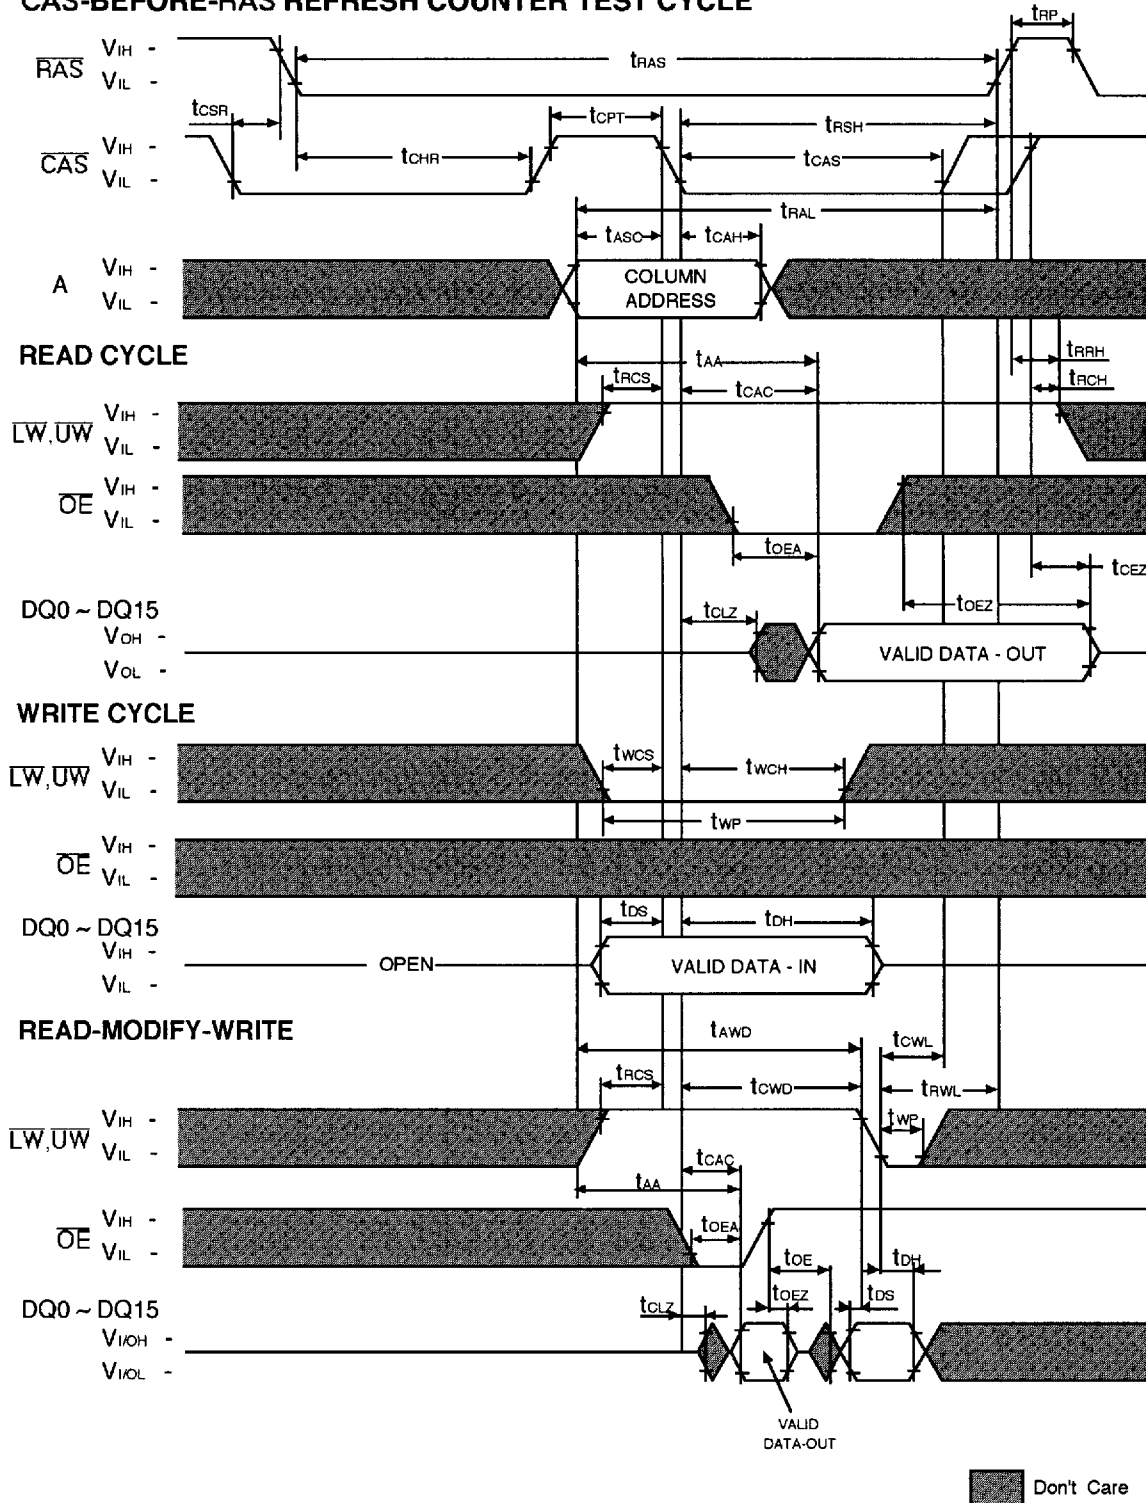 CAS-BEFORE-RAS REFRESH COUNTER TEST CYCLE
tRP
RAS
VIH -
VIL -
tRAS
tCSR
tCPT
tRSH
CAS
VIH -
VIL -
tCHR
tCAS
tRAL
tASC
tCAH
A
VIH -
VIL -
COLUMN
ADDRESS
READ CYCLE
tAA
tRRH
tRCS
tCAC
tRCH
LW,UW
VIH -
VIL -
OE
VIH -
VIL -
tOEA
tCEZ
DQ0 ~ DQ15
tCLZ
tOEZ
VOH -
VOL -
VALID DATA - OUT
WRITE CYCLE
LW,UW
VIH -
VIL -
tWCS
tWCH
tWP
OE
VIH -
VIL -
DQ0 ~ DQ15
tDS
tDH
VIH -
VIL -
OPEN
VALID DATA - IN
READ-MODIFY-WRITE
tAWD
tCWL
tRCS
tCWD
tRWL
LW,UW
VIH -
VIL -
tWP
tCAC
tAA
OE
VIH -
VIL -
tOEA
tOE
tDH
DQ0 ~ DQ15
tCLZ
tOEZ
tDS
VI/OH -
VI/OL -
VALID
DATA-OUT
Don't Care